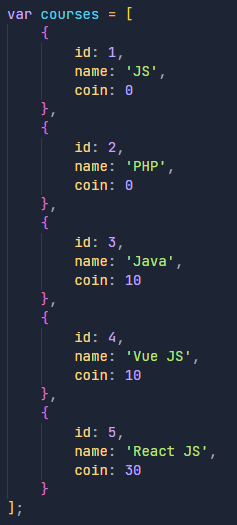 var courses = [
    {
        id: 1,
        name: 'JS',
        coin: 0
    },
    {
        id: 2,
        name: 'PHP',
        coin: 0
    },
    {
        id: 3,
        name: 'Java',
        coin: 10
    },
    {
        id: 4,
        name: 'Vue JS',
        coin: 10
    },
    {
        id: 5,
        name: 'React JS',
        coin: 30
    }
];